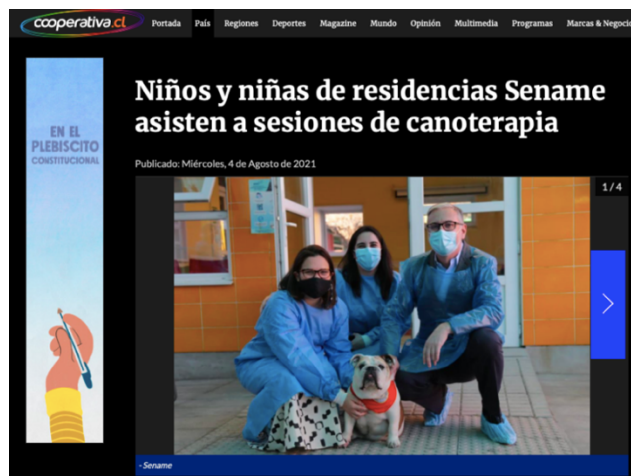 cooperativa.cl Portada País Regiones Deportes Magazine Mundo Opinión Multimedia Programas Marcas & Negocio
EN EL
PLEBISCITO
CONSTITUCIONAL
Niños y niñas de residencias Sename
asisten a sesiones de canoterapia
Publicado: Miércoles, 4 de Agosto de 2021
1 / 4
- Sename